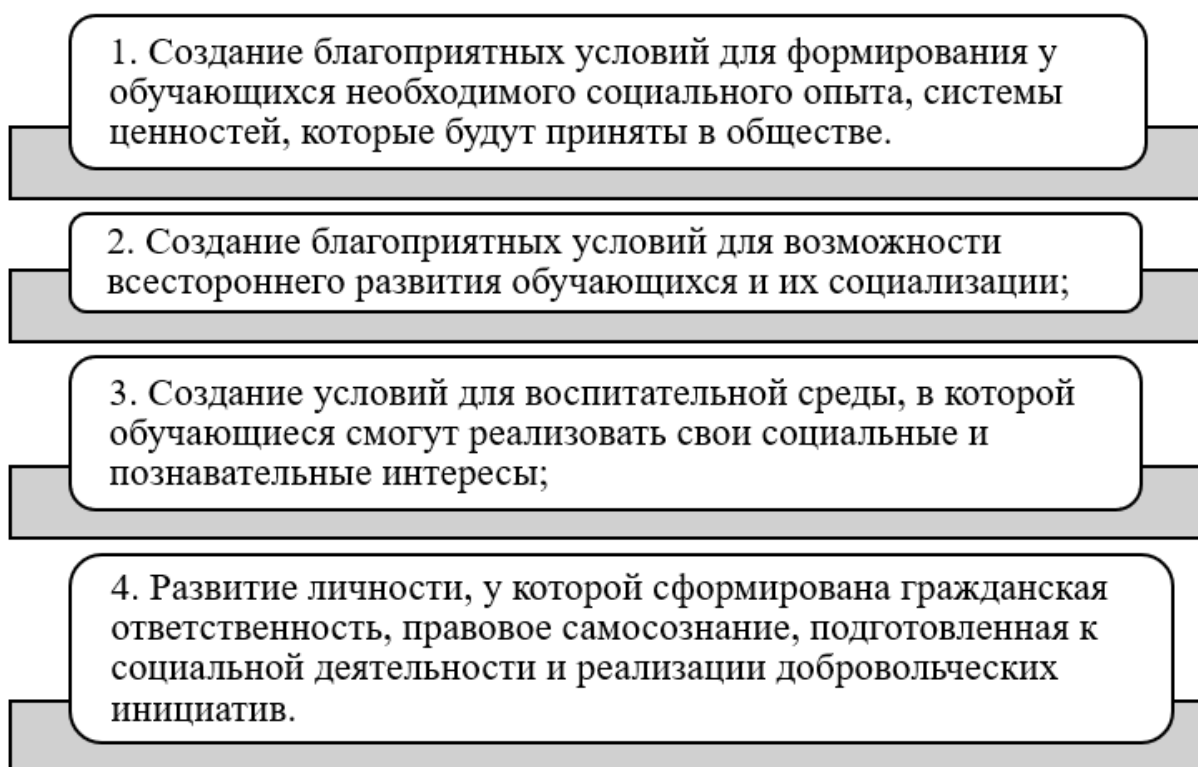 1. Создание благоприятных условий для формирования у
обучающихся необходимого социального опыта, системы
ценностей, которые будут приняты в обществе.
2. Создание благоприятных условий для возможности
всестороннего развития обучающихся и их социализации;
3. Создание условий для воспитательной среды, в которой
обучающиеся смогут реализовать свои социальные и
познавательные интересы;
4. Развитие личности, у которой сформирована гражданская
ответственность, правовое самосознание, подготовленная к
социальной деятельности и реализации добровольческих
инициатив.